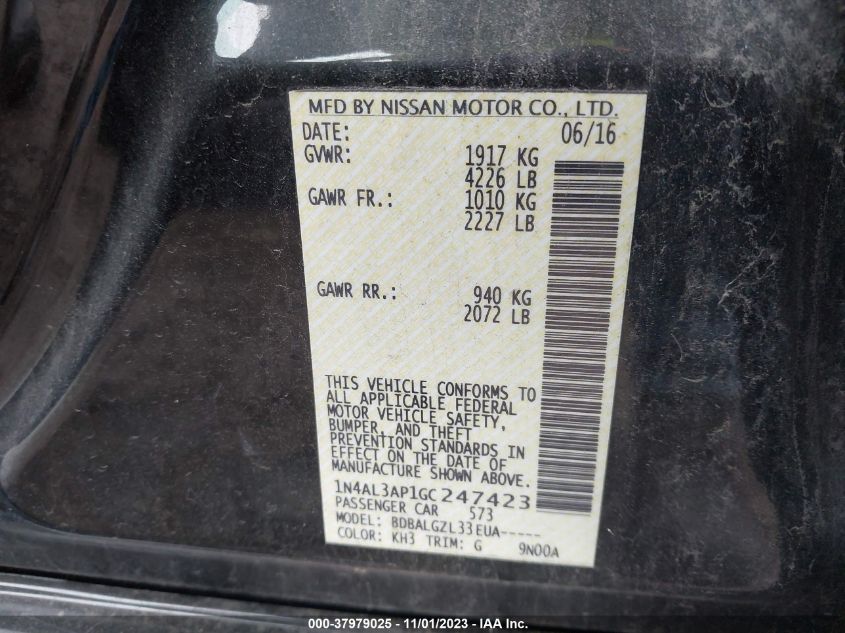 MFD BY NISSAN MOTOR CO., LTD.
DATE: 06/16
GVWR: 1917 KG
4226 LB
GAWR FR.: 1010 KG
2227 LB
GAWR RR.: 940 KG
2072 LB
THIS VEHICLE CONFORMS TO
ALL APPLICABLE FEDERAL
MOTOR VEHICLE SAFETY,
BUMPER, AND THEFT
PREVENTION STANDARDS IN
EFFECT ON THE DATE OF
MANUFACTURE SHOWN ABOVE.
1N4AL3AP1GC247423
PASSENGER CAR 573
MODEL: BDBALGZL33EUA-----
COLOR: KH3 TRIM: G 9N00A
000-37979025 - 11/01/2023 - © IAA Inc.